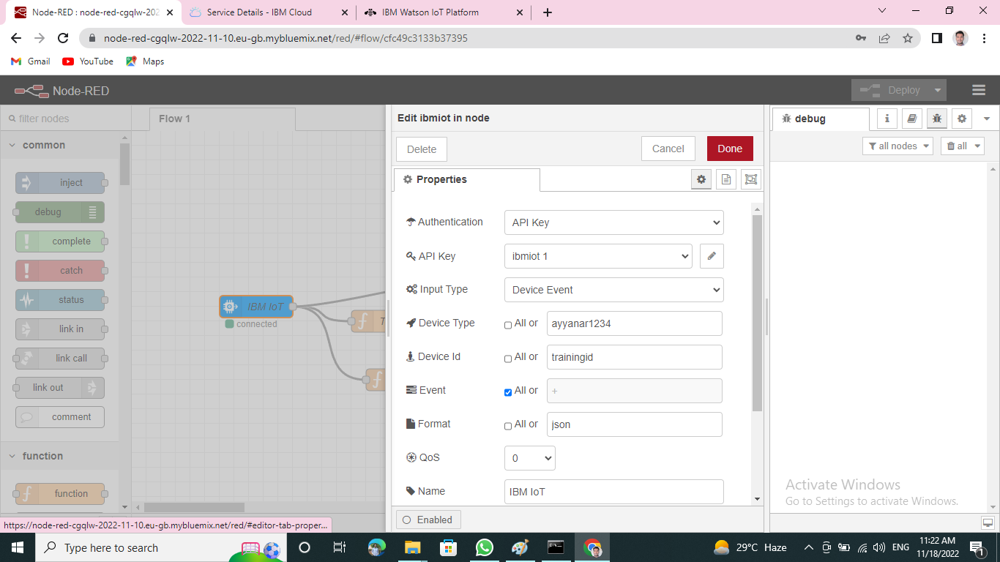 Node-RED : node-red-cgqlw-202
Service Details - IBM Cloud
IBM Watson IoT Platform
node-red-cgqlw-2022-11-10.eu-gb.mybluemix.net/red/#flow/cfc49c3133b37395
Gmail
YouTube
Maps
Node-RED
Deploy
filter nodes
Flow 1
common
inject
debug
complete
catch
status
link in
link call
link out
comment
function
function
IBM IoT
connected
T
Edit ibmiot in node
Delete
Cancel
Done
Properties
Authentication
API Key
API Key
ibmiot 1
Input Type
Device Event
Device Type
All or
ayyanar1234
Device Id
All or
trainingid
Event
All or
+
Format
All or
json
QoS
0
Name
IBM IoT
Enabled
debug
all nodes
all
Activate Windows
Go to Settings to activate Windows.
https://node-red-cgqlw-2022-11-10.eu-gb.mybluemix.net/red/#editor-tab-proper...
Type here to search
29°C Haze
ENG
11:22 AM
11/18/2022
1